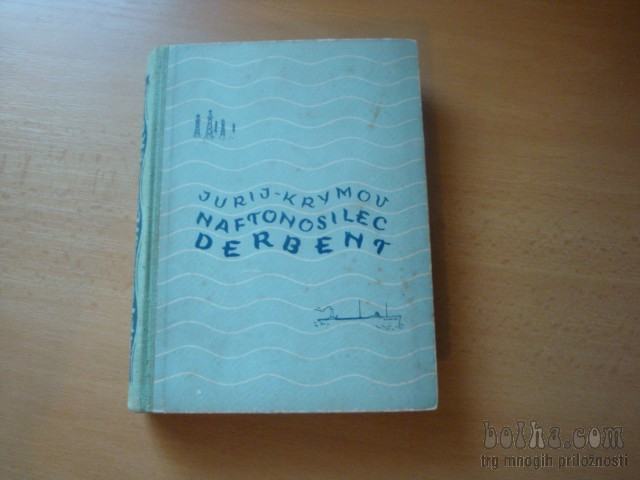 JURIJ-KRYMOV
NAFTONOSILEC
DERBENT
bolha.com
trg mnogih priložnosti